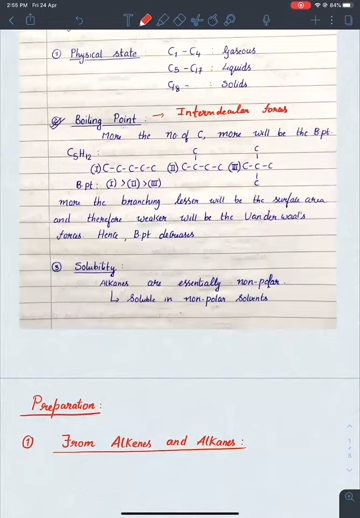 2:55 PM Fri 24 Apr
84%
① Physical state : C1 - C4 : Gaseous
C5 - C17 : Liquids
C18 - : Solids
Boiling Point : → Intermolecular forces
More the no of C, more will be the B.pt.
C5H12 :
C C
(I) C-C-C-C-C (II) C-C-C-C (III) C-C-C
C
B.pt : (I) > (II) > (III)
more the branching lesser will be the surface area
and therefore weaker will be the Van der waal's
forces. Hence, B.pt decreases
③ Solubility :
Alkanes are essentially non-polar.
↳ Soluble in non-polar solvents
Preparation :
① From Alkenes and Alkanes :